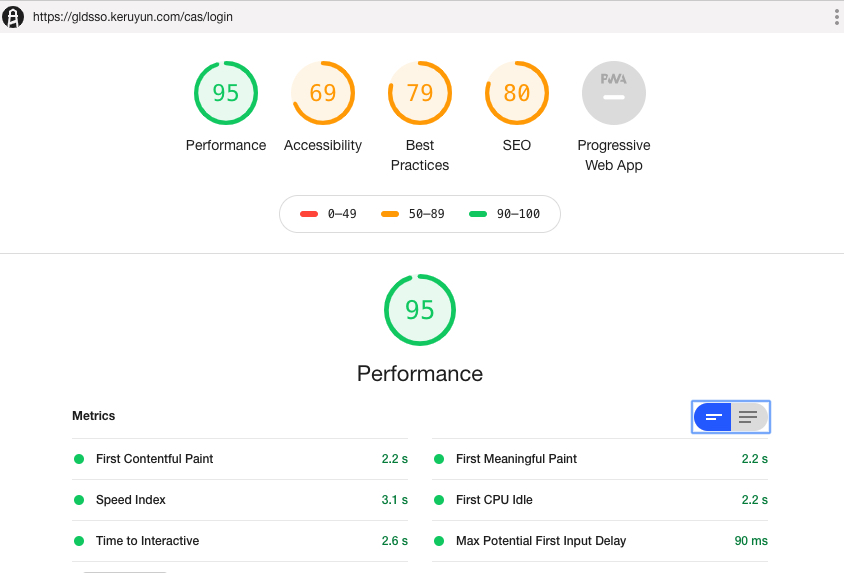 https://gldsso.keruyun.com/cas/login
95 69 79 80 PWA
Performance Accessibility Best Practices SEO Progressive Web App
0–49 50–89 90–100
95
Performance
Metrics
First Contentful Paint 2.2 s First Meaningful Paint 2.2 s
Speed Index 3.1 s First CPU Idle 2.2 s
Time to Interactive 2.6 s Max Potential First Input Delay 90 ms